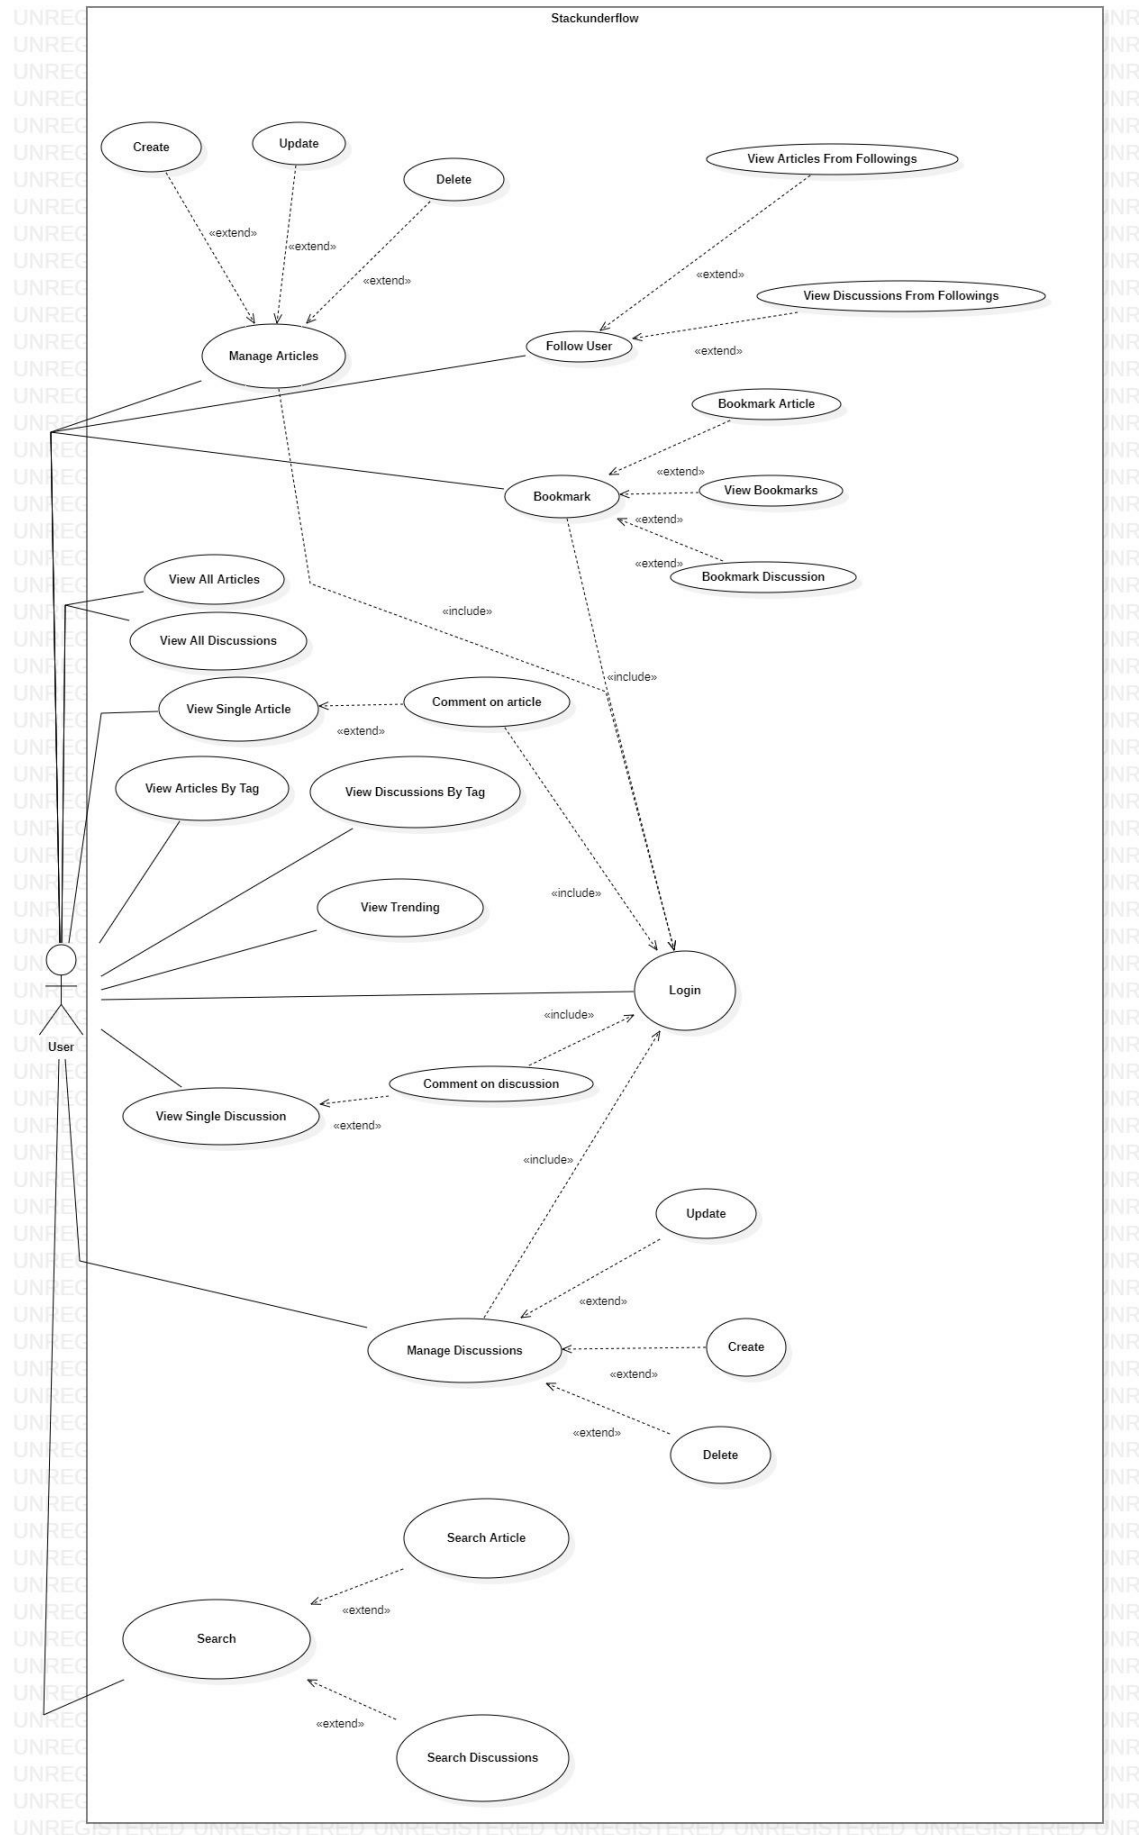 Stackunderflow
Create
Update
Delete
View Articles From Followings
«extend»
«extend»
«extend»
«extend»
View Discussions From Followings
Manage Articles
Follow User
«extend»
Bookmark Article
«extend»
Bookmark
View Bookmarks
«extend»
«extend»
Bookmark Discussion
View All Articles
«include»
View All Discussions
«include»
View Single Article
Comment on article
«extend»
View Articles By Tag
View Discussions By Tag
«include»
View Trending
Login
«include»
User
Comment on discussion
View Single Discussion
«extend»
«include»
Update
«extend»
Manage Discussions
Create
«extend»
«extend»
Delete
Search Article
«extend»
Search
«extend»
Search Discussions
UNREGISTERED UNREGISTERED UNREGISTERED UNREGISTERED UNREGISTERED UNREGISTERED UNR